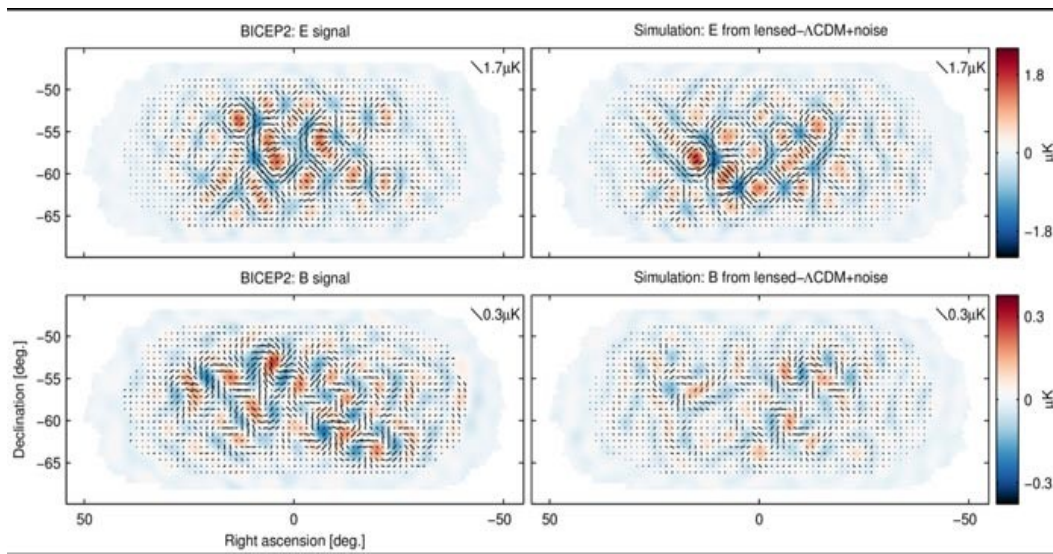 BICEP2: E signal
Simulation: E from lensed−ΛCDM+noise
1.7μK
1.7μK
−50
−55
−60
−65
1.8
0
−1.8
μK
BICEP2: B signal
Simulation: B from lensed−ΛCDM+noise
0.3μK
0.3μK
Declination [deg.]
−50
−55
−60
−65
0.3
0
−0.3
μK
50
0
−50
50
0
−50
Right ascension [deg.]